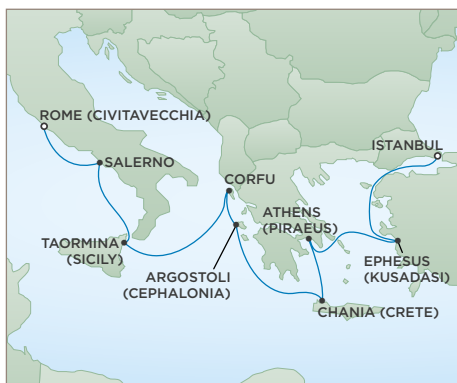 ROME (CIVITAVECCHIA)
SALERNO
ISTANBUL
CORFU
ATHENS
(PIRAEUS)
TAORMINA
(SICILY)
ARGOSTOLI
(CEPHALONIA)
EPHESUS
(KUSADASI)
CHANIA (CRETE)